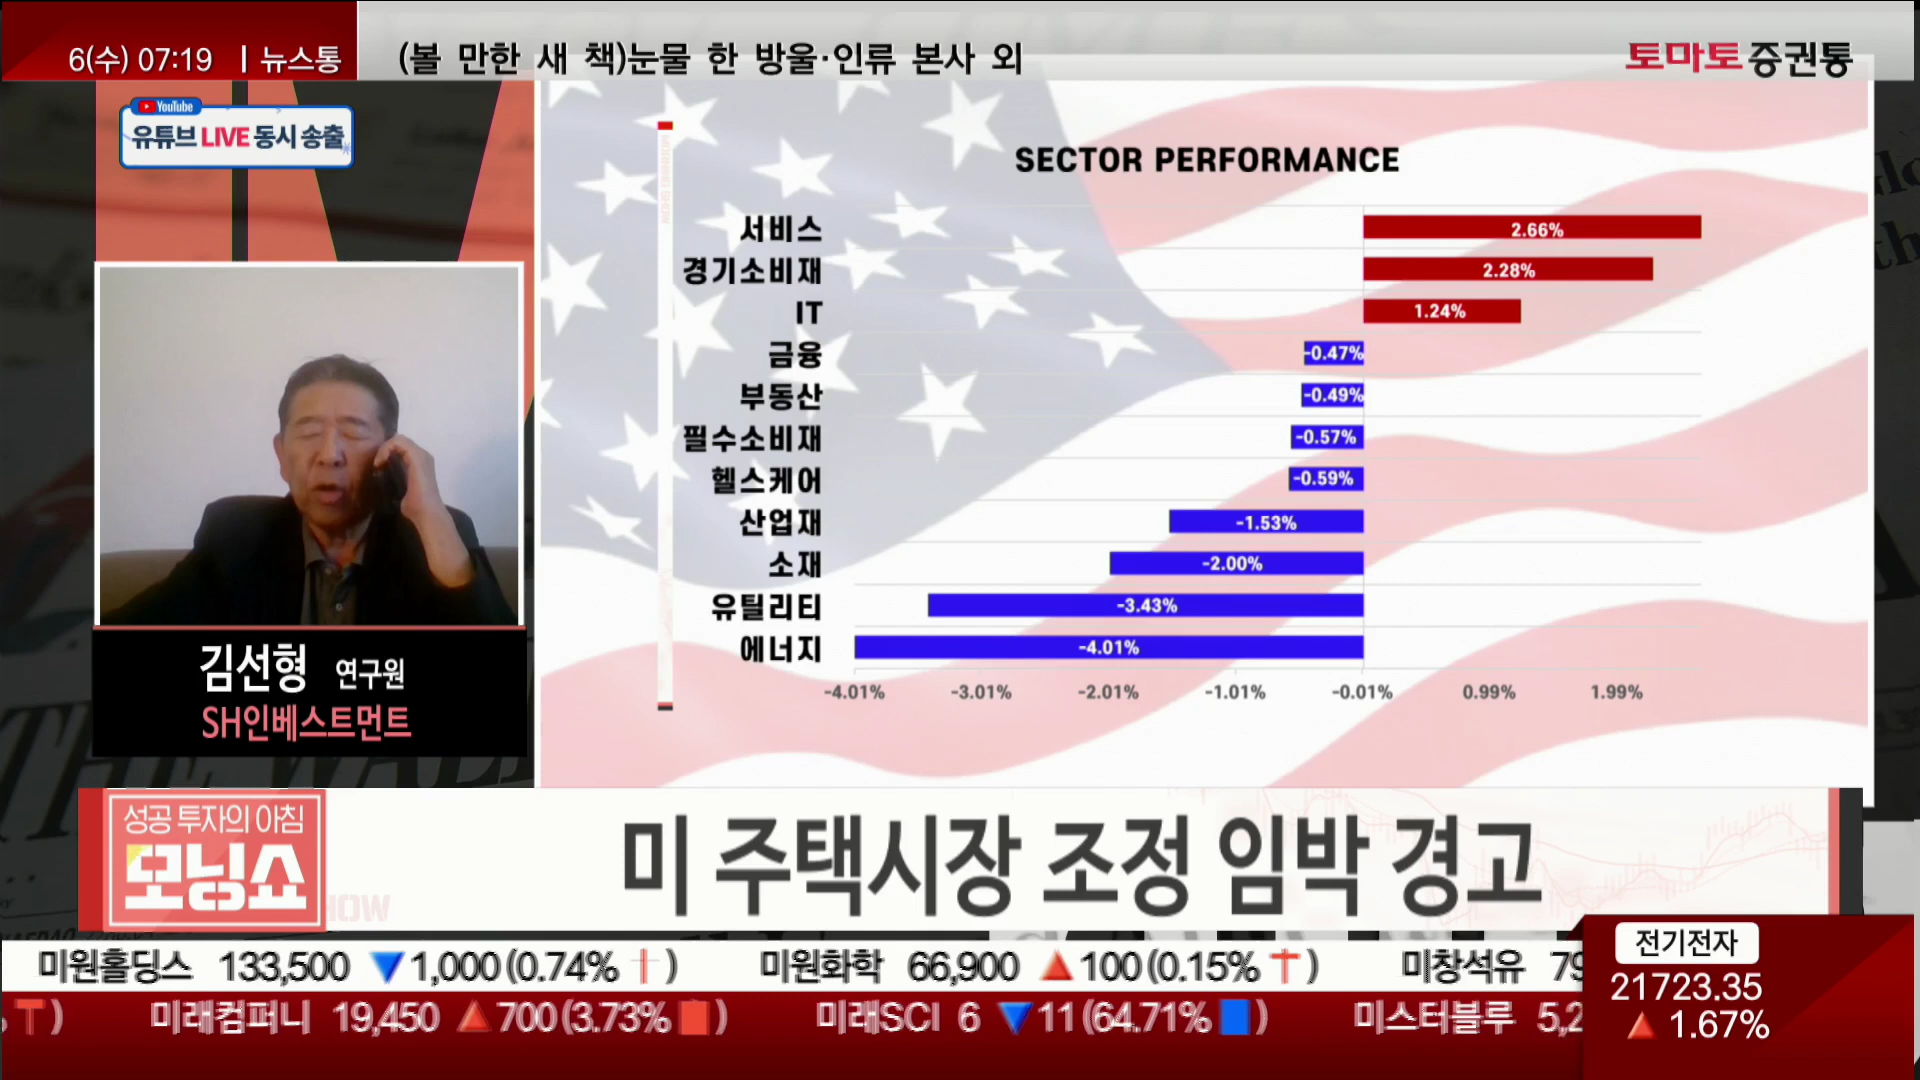 6(수) 07:19 | 뉴스통
(볼 만한 새 책)눈물 한 방울·인류 본사 외
토마토증권통
YouTube
유튜브 LIVE 동시 송출
SECTOR PERFORMANCE
서비스 2.66%
경기소비재 2.28%
IT 1.24%
금융 -0.47%
부동산 -0.49%
필수소비재 -0.57%
헬스케어 -0.59%
산업재 -1.53%
소재 -2.00%
유틸리티 -3.43%
에너지 -4.01%
-4.01% -3.01% -2.01% -1.01% -0.01% 0.99% 1.99%
김선형 연구원
SH인베스트먼트
성공 투자의 아침
모닝쇼
미 주택시장 조정 임박 경고
미원홀딩스 133,500 ▼1,000(0.74% ) 미원화학 66,900 ▲100(0.15% ) 미창석유
미래컴퍼니 19,450 ▲700(3.73% ) 미래SCI 6 ▼11(64.71% ) 미스터블루 5,2
전기전자
21723.35
▲ 1.67%